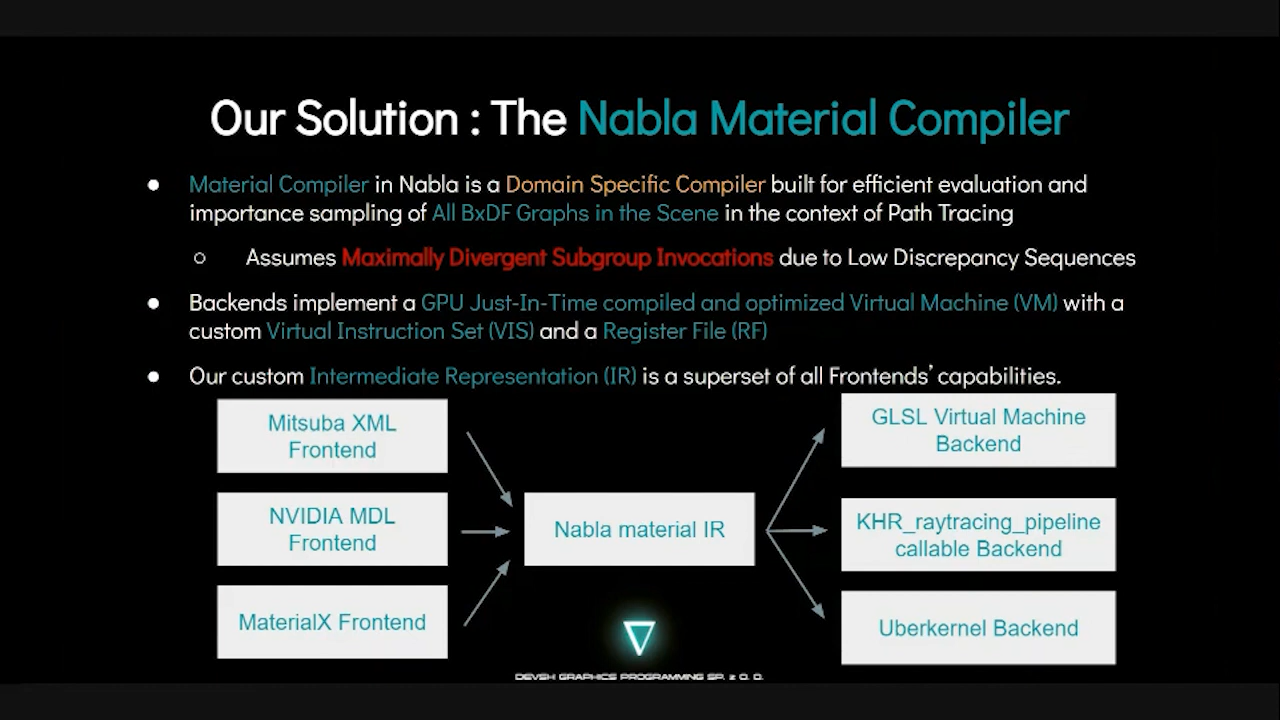 Our Solution : The Nabla Material Compiler
● Material Compiler in Nabla is a Domain Specific Compiler built for efficient evaluation and
importance sampling of All BxDF Graphs in the Scene in the context of Path Tracing
○ Assumes Maximally Divergent Subgroup Invocations due to Low Discrepancy Sequences
● Backends implement a GPU Just-In-Time compiled and optimized Virtual Machine (VM) with a
custom Virtual Instruction Set (VIS) and a Register File (RF)
● Our custom Intermediate Representation (IR) is a superset of all Frontends’ capabilities.
Mitsuba XML
Frontend
NVIDIA MDL
Frontend
MaterialX Frontend
Nabla material IR
GLSL Virtual Machine
Backend
KHR_raytracing_pipeline
callable Backend
Uberkernel Backend
DEVSH GRAPHICS PROGRAMMING SP. z O. O.